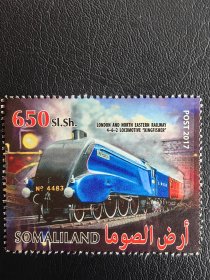 650 Sl.Sh.
LONDON AND NORTH EASTERN RAILWAY
4-6-2 LOCOMOTIVE "KINGFISHER"
POST 2017
Nº 4483
SOMALILAND
أرض الصوما